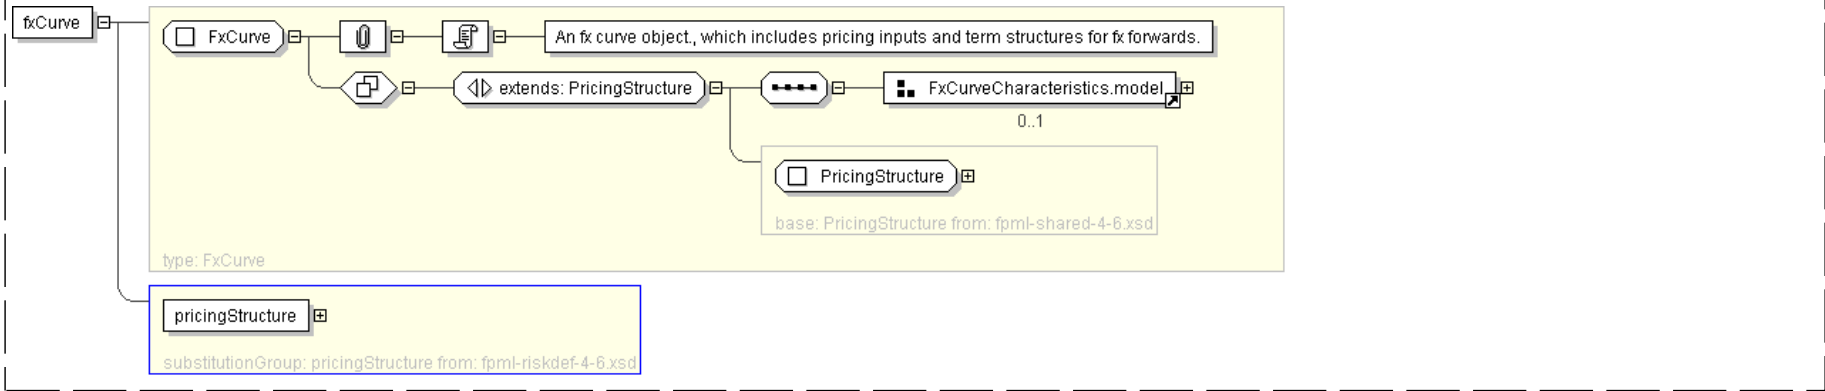 fxCurve
FxCurve
An fx curve object., which includes pricing inputs and term structures for fx forwards.
extends: PricingStructure
FxCurveCharacteristics.model
0..1
PricingStructure
base: PricingStructure from: fpml-shared-4-6.xsd
type: FxCurve
pricingStructure
substitutionGroup: pricingStructure from: fpml-riskdef-4-6.xsd